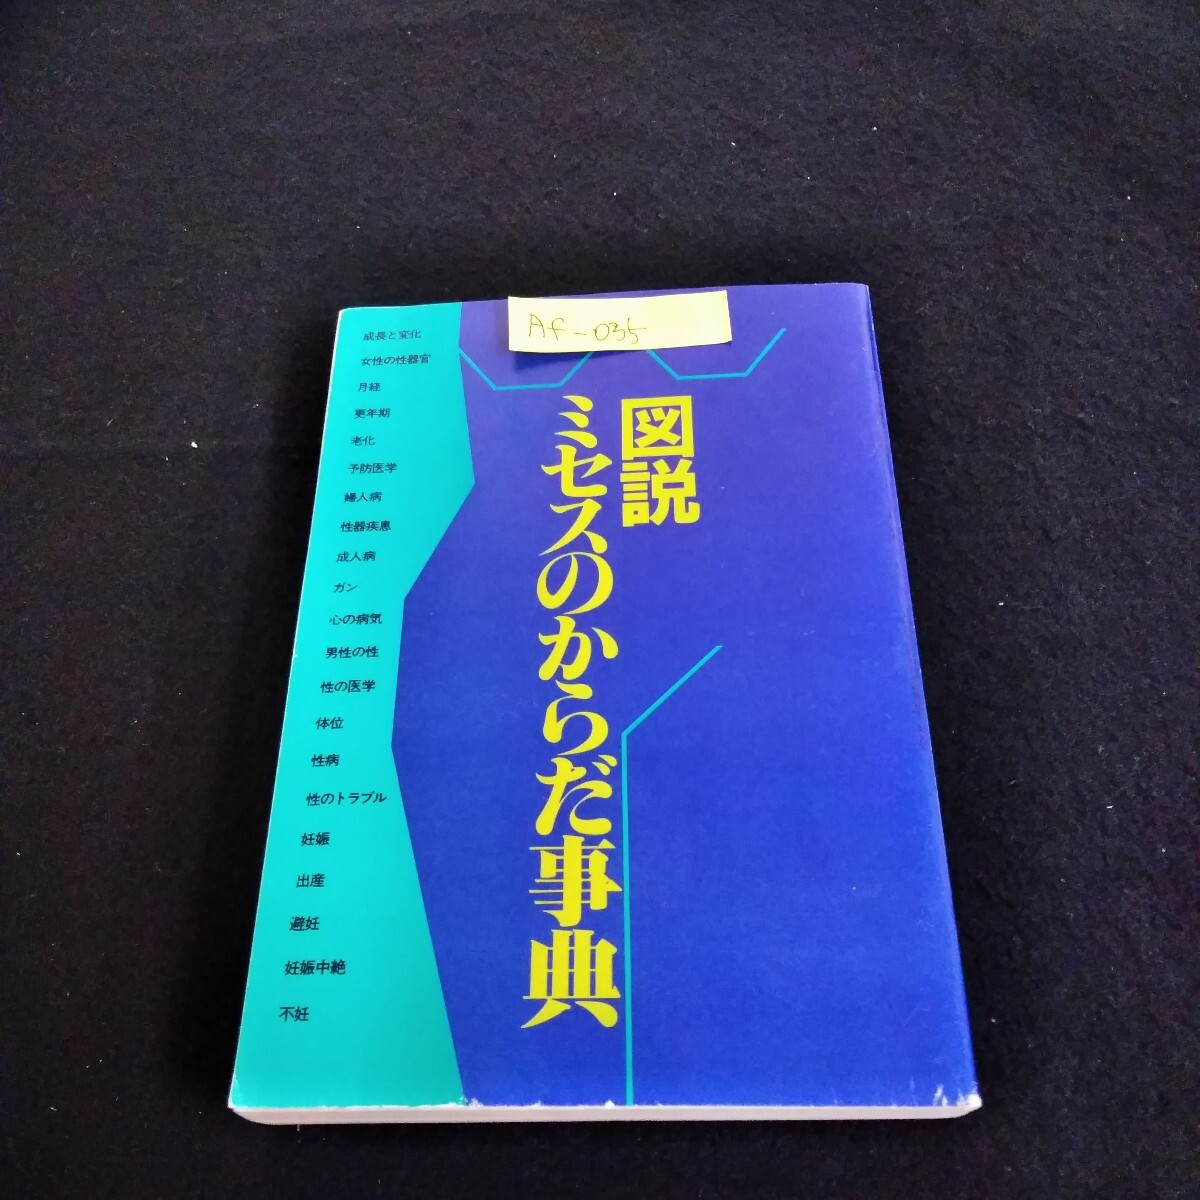 Af-035
図説
ミセスのからだ事典
成長と変化
女性の性器官
月経
更年期
老化
予防医学
婦人病
性器疾患
成人病
ガン
心の病気
男性の性
性の医学
体位
性病
性のトラブル
妊娠
出産
避妊
妊娠中絶
不妊